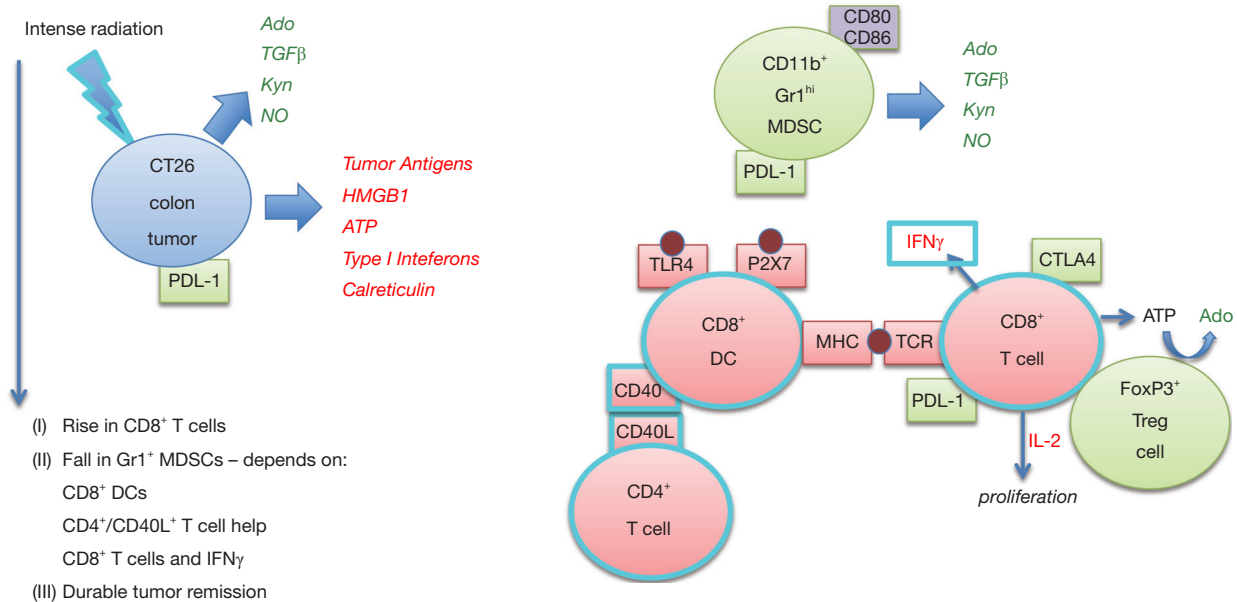 Intense radiation
Ado
TGFβ
Kyn
NO
CT26
colon
tumor
PDL-1
Tumor Antigens
HMGB1
ATP
Type I Inteferons
Calreticulin
(I) Rise in CD8⁺ T cells
(II) Fall in Gr1⁺ MDSCs – depends on:
CD8⁺ DCs
CD4⁺/CD40L⁺ T cell help
CD8⁺ T cells and IFNγ
(III) Durable tumor remission
CD80
CD86
CD11b⁺
Gr1ʰⁱ
MDSC
PDL-1
Ado
TGFβ
Kyn
NO
TLR4
P2X7
CD8⁺
DC
MHC
TCR
CD40
CD40L
CD4⁺
T cell
IFNγ
CTLA4
CD8⁺
T cell
PDL-1
ATP
Ado
FoxP3⁺
Treg
cell
IL-2
proliferation